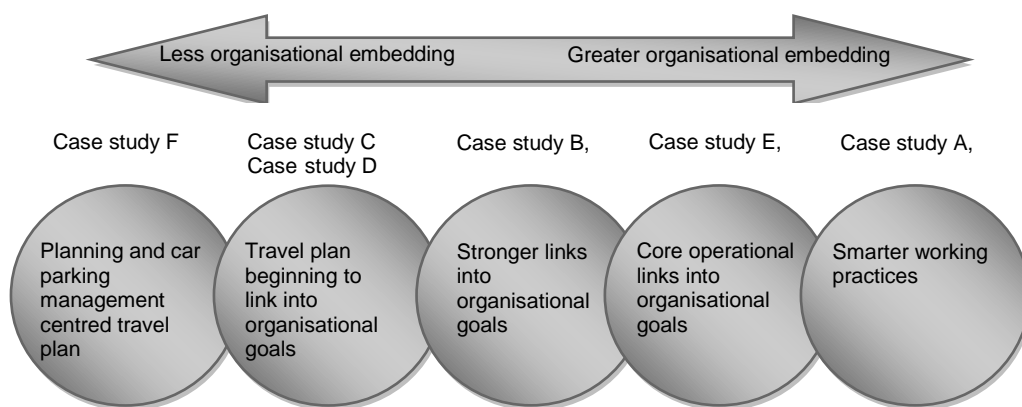 Less organisational embedding
Greater organisational embedding
Case study F
Case study C
Case study D
Case study B,
Case study E,
Case study A,
Planning and car
parking
management
centred travel
plan
Travel plan
beginning to
link into
organisational
goals
Stronger links
into
organisational
goals
Core operational
links into
organisational
goals
Smarter working
practices